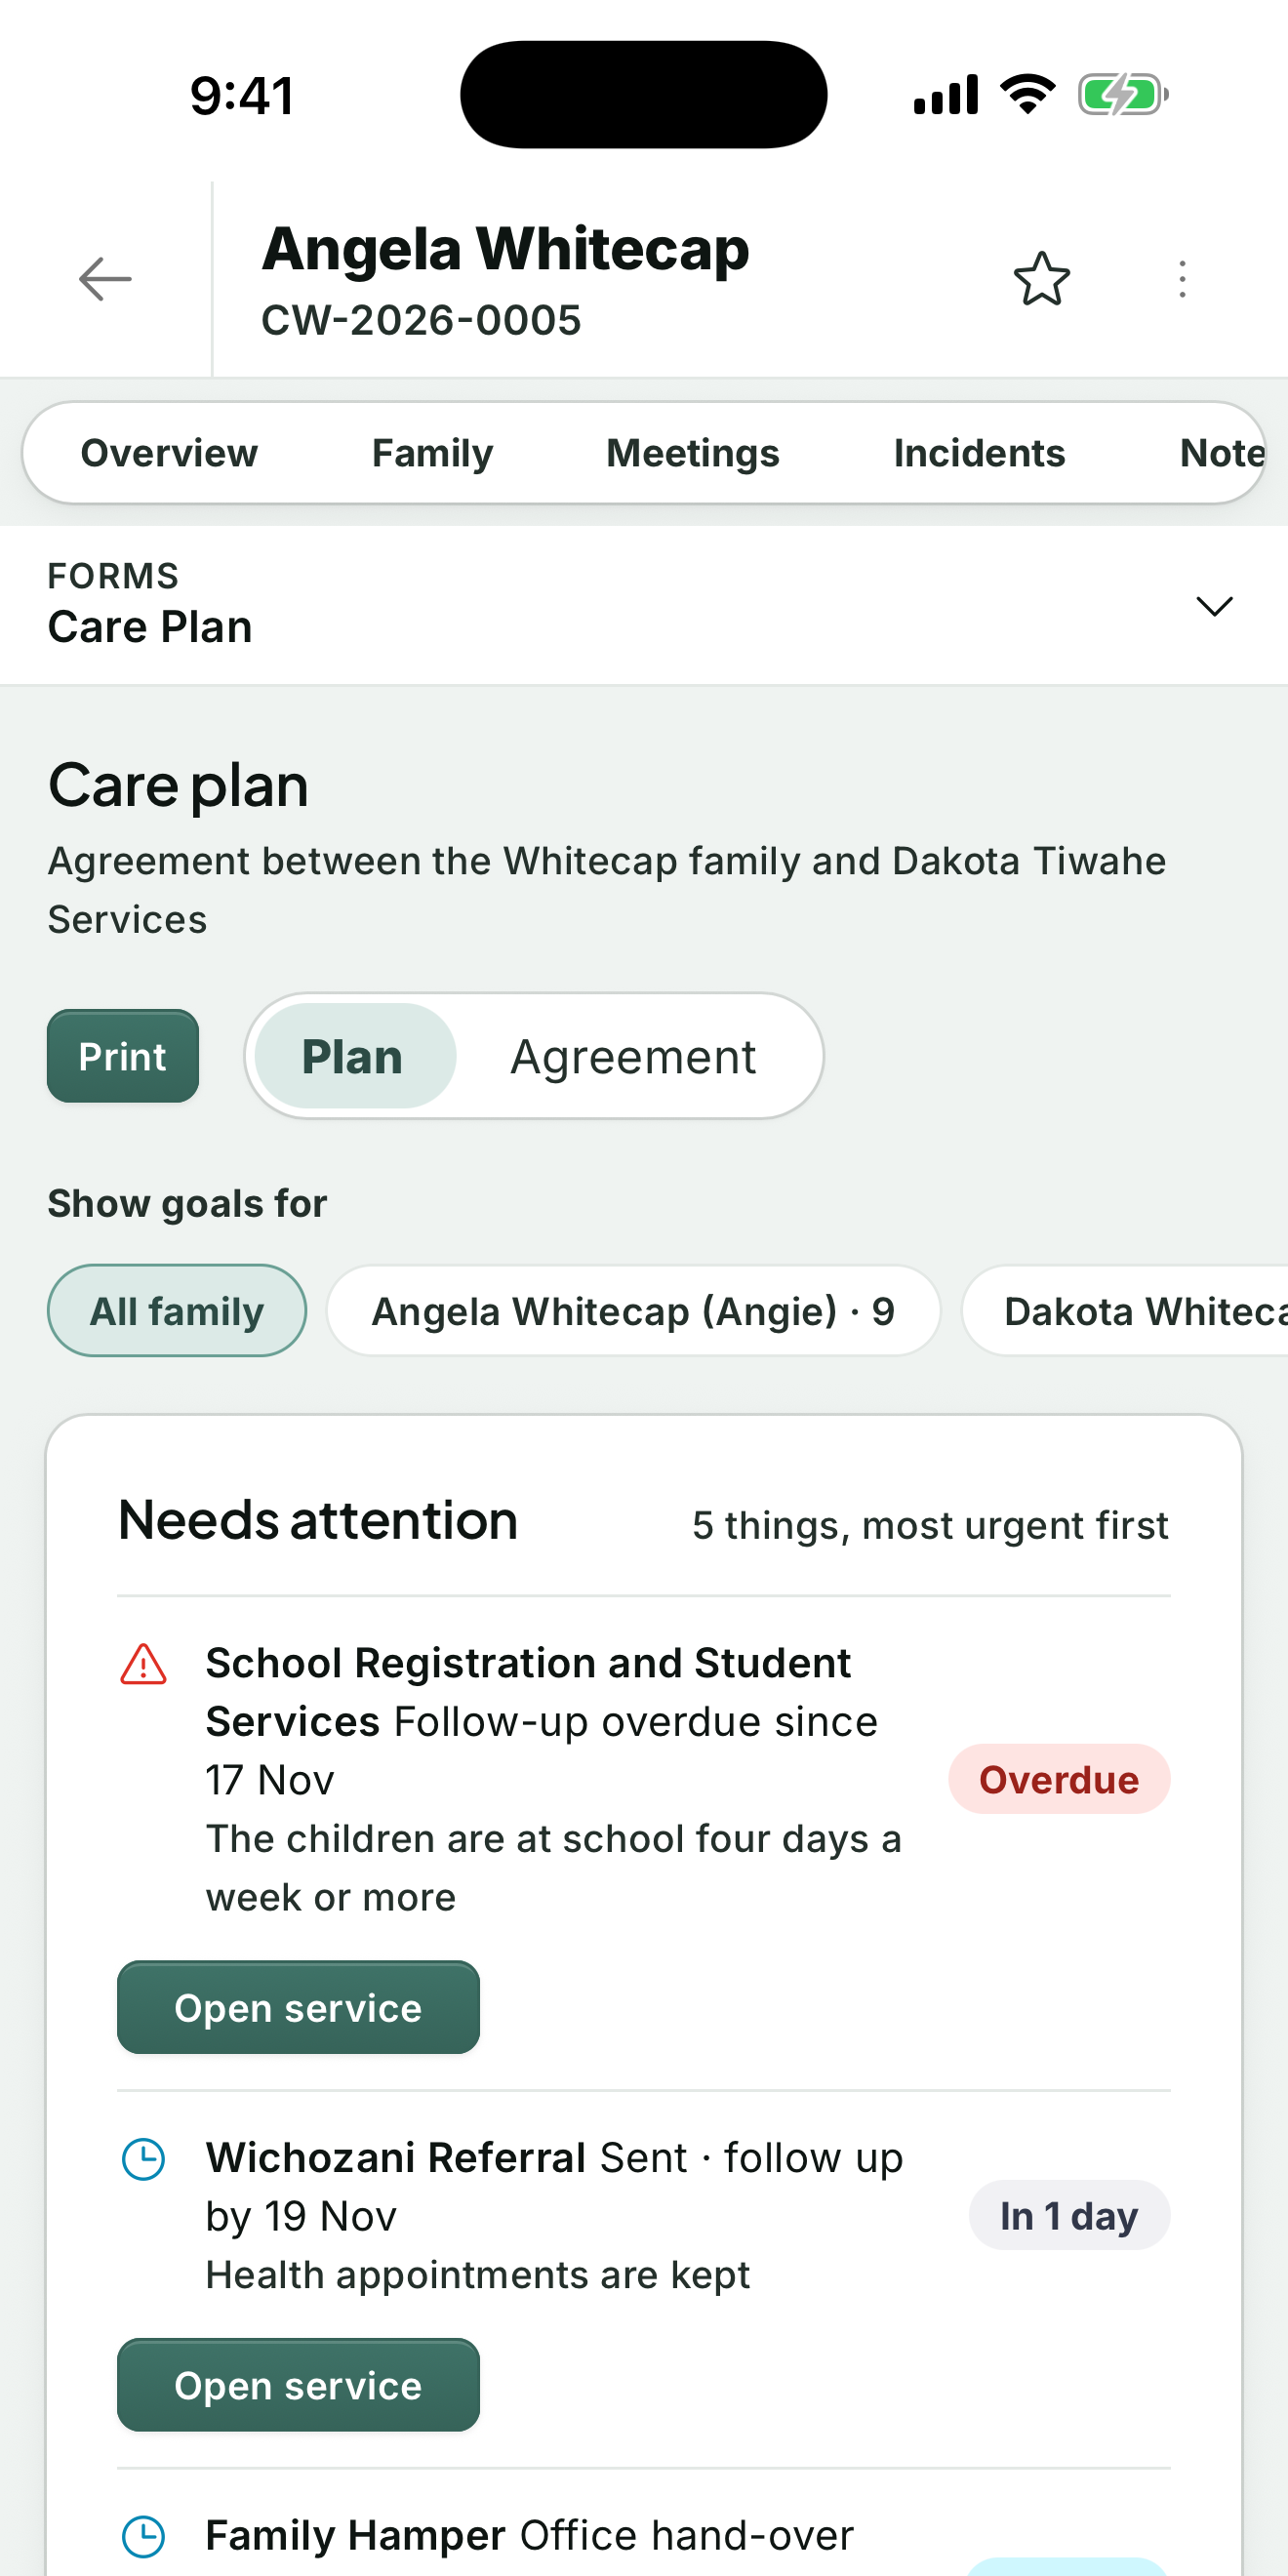 9:41
Angela Whitecap
CW-2026-0005
Overview Family Meetings Incidents Note
FORMS
Care Plan
Care plan
Agreement between the Whitecap family and Dakota Tiwahe
Services
Print Plan Agreement
Show goals for
All family Angela Whitecap (Angie) · 9 Dakota Whiteca
Needs attention 5 things, most urgent first
School Registration and Student
Services Follow-up overdue since
17 Nov
Overdue
The children are at school four days a
week or more
Open service
Wichozani Referral Sent · follow up
by 19 Nov
In 1 day
Health appointments are kept
Open service
Family Hamper Office hand-over